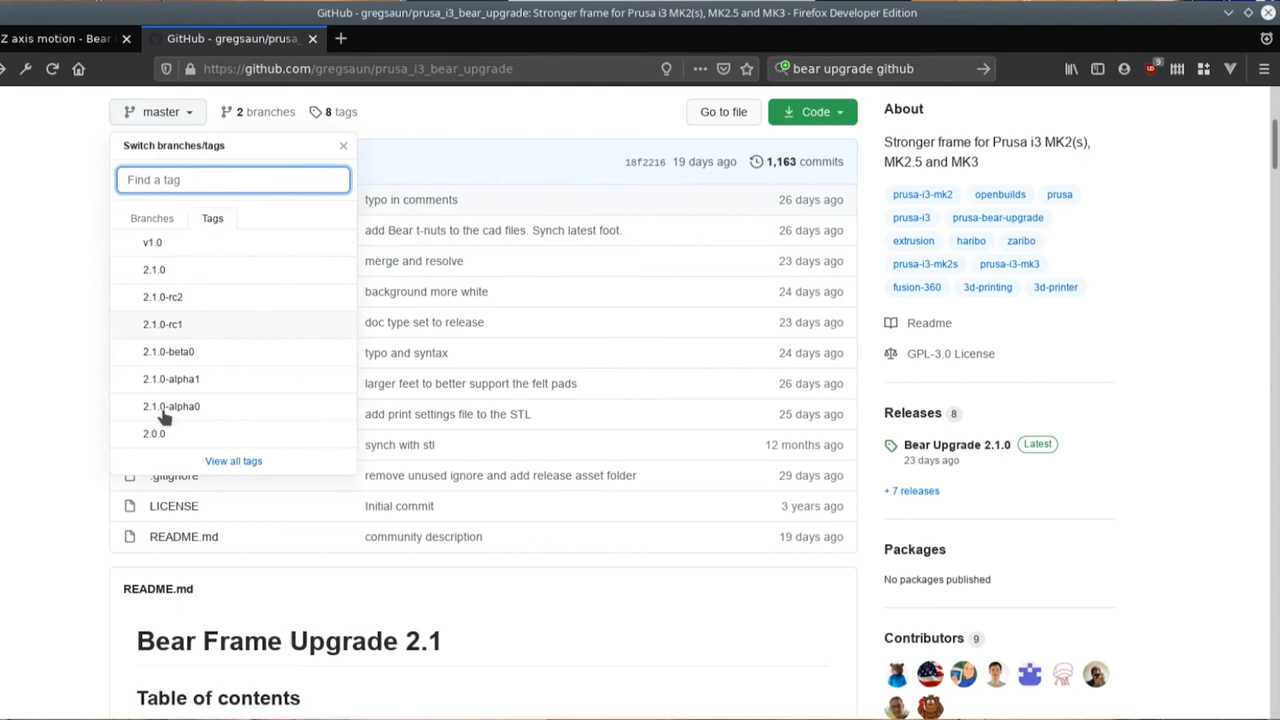 GitHub - gregsaun/prusa_i3_bear_upgrade: Stronger frame for Prusa i3 MK2(s), MK2.5 and MK3 - Firefox Developer Edition
Z axis motion - Bear
GitHub - gregsaun/prusa_
https://github.com/gregsaun/prusa_i3_bear_upgrade
bear upgrade github
9
master
2 branches
8 tags
Go to file
Code
Switch branches/tags
Find a tag
Branches
Tags
v1.0
2.1.0
2.1.0-rc2
2.1.0-rc1
2.1.0-beta0
2.1.0-alpha1
2.1.0-alpha0
2.0.0
View all tags
18f2216 19 days ago 1,163 commits
typo in comments 26 days ago
add Bear t-nuts to the cad files. Synch latest foot. 26 days ago
merge and resolve 23 days ago
background more white 24 days ago
doc type set to release 23 days ago
typo and syntax 24 days ago
larger feet to better support the felt pads 26 days ago
add print settings file to the STL 25 days ago
synch with stl 12 months ago
.gitignore remove unused ignore and add release asset folder 29 days ago
LICENSE Initial commit 3 years ago
README.md community description 19 days ago
README.md
Bear Frame Upgrade 2.1
Table of contents
About
Stronger frame for Prusa i3 MK2(s),
MK2.5 and MK3
prusa-i3-mk2 openbuilds prusa
prusa-i3 prusa-bear-upgrade
extrusion haribo zaribo
prusa-i3-mk2s prusa-i3-mk3
fusion-360 3d-printing 3d-printer
Readme
GPL-3.0 License
Releases 8
Bear Upgrade 2.1.0 Latest
23 days ago
+ 7 releases
Packages
No packages published
Contributors 9